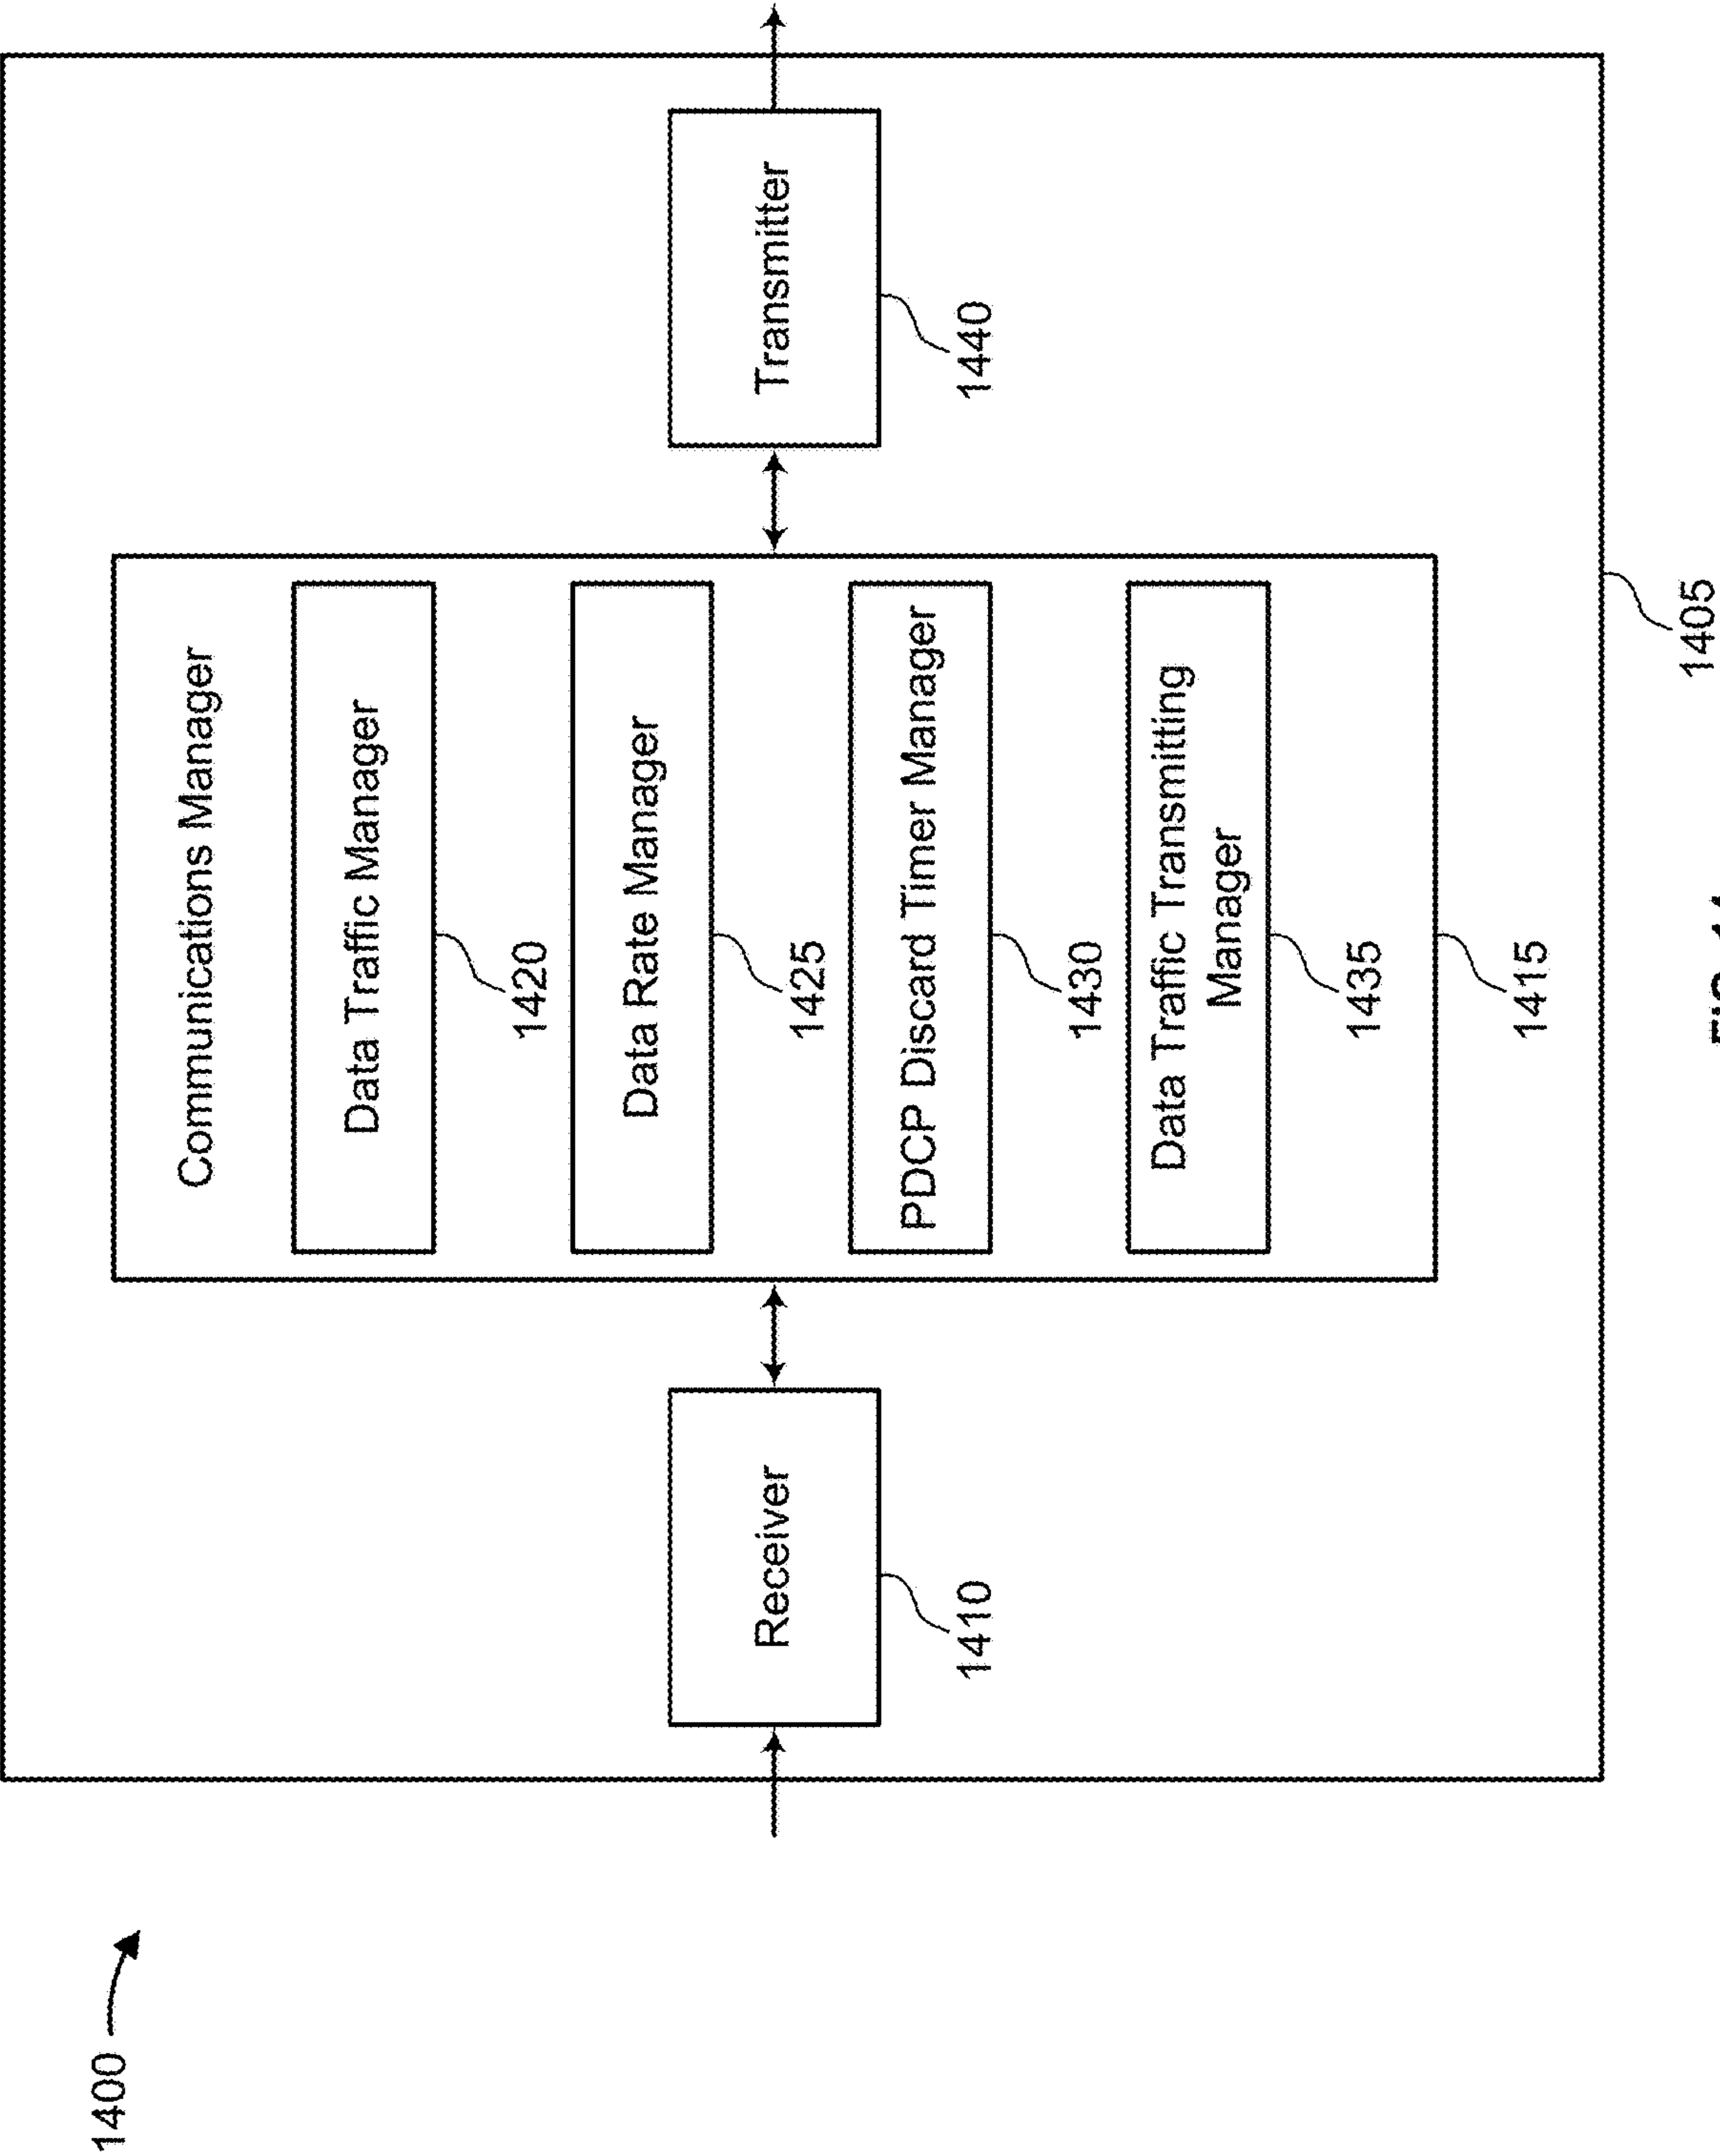 1400
Receiver
1410
Communications Manager
Data Traffic Manager
1420
Data Rate Manager
1425
PDCP Discard Timer Manager
1430
Data Traffic Transmitting
Manager
1435
1415
Transmitter
1440
1405